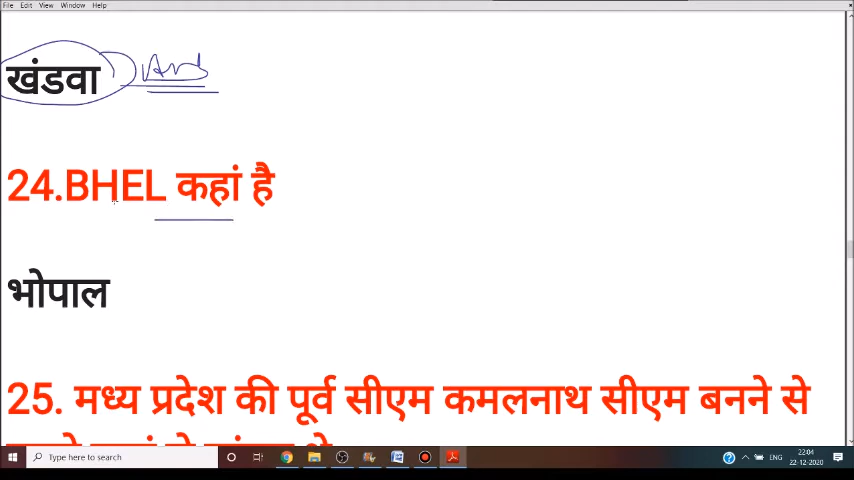 File Edit View Window Help
खंडवा Ans
24.BHEL कहां है
भोपाल
25. मध्य प्रदेश की पूर्व सीएम कमलनाथ सीएम बनने से
Type here to search
ENG
22:04
22-12-2020